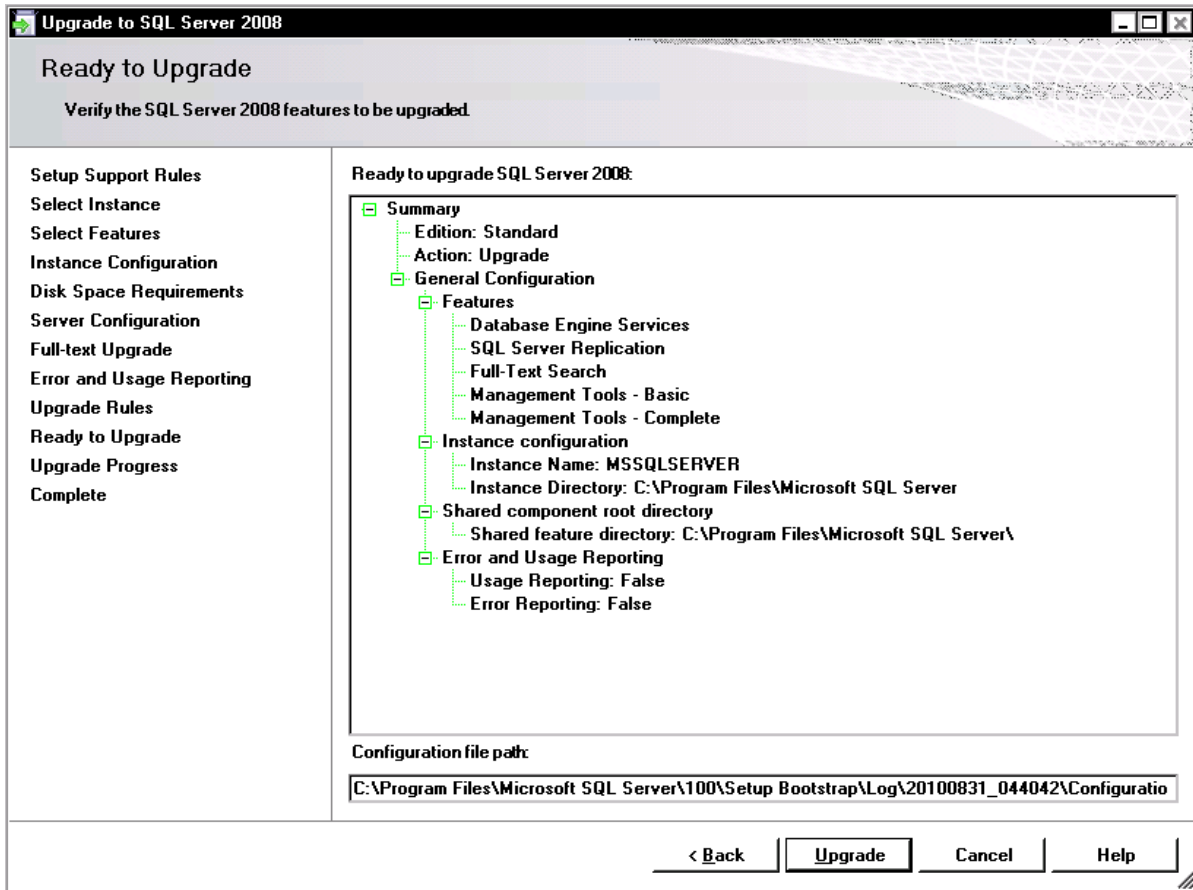 Upgrade to SQL Server 2008
Ready to Upgrade
Verify the SQL Server 2008 features to be upgraded.
Setup Support Rules
Select Instance
Select Features
Instance Configuration
Disk Space Requirements
Server Configuration
Full-text Upgrade
Error and Usage Reporting
Upgrade Rules
Ready to Upgrade
Upgrade Progress
Complete
Ready to upgrade SQL Server 2008:
Summary
Edition: Standard
Action: Upgrade
General Configuration
Features
Database Engine Services
SQL Server Replication
Full-Text Search
Management Tools - Basic
Management Tools - Complete
Instance configuration
Instance Name: MSSQLSERVER
Instance Directory: C:\Program Files\Microsoft SQL Server
Shared component root directory
Shared feature directory: C:\Program Files\Microsoft SQL Server\
Error and Usage Reporting
Usage Reporting: False
Error Reporting: False
Configuration file path:
C:\Program Files\Microsoft SQL Server\100\Setup Bootstrap\Log\20100831_044042\Configuratio
< Back
Upgrade
Cancel
Help